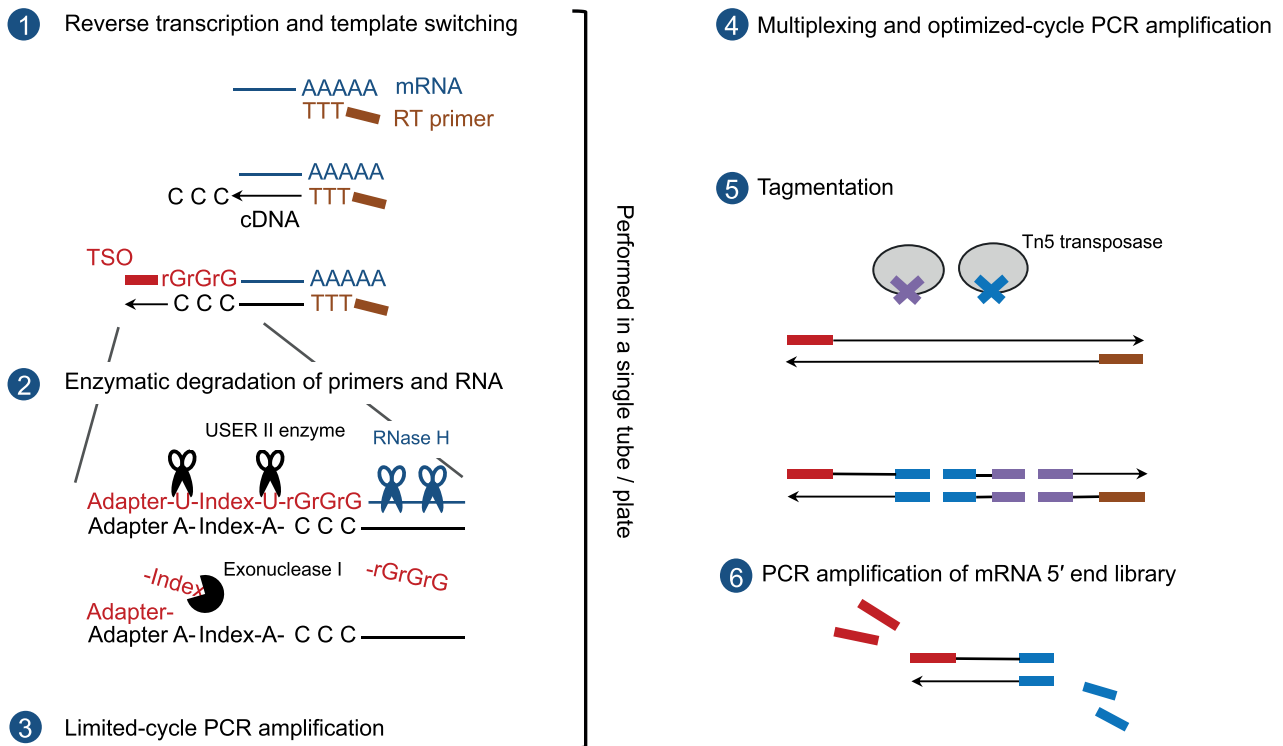 1 Reverse transcription and template switching
AAAAA mRNA
TTT RT primer
AAAAA
C C C TTT
cDNA
TSO
rGrGrG AAAAA
C C C TTT
2 Enzymatic degradation of primers and RNA
USER II enzyme
RNase H
Adapter-U-Index-U-rGrGrG
Adapter A-Index-A- C C C
-Index Exonuclease I -rGrGrG
Adapter-
Adapter A-Index-A- C C C
3 Limited-cycle PCR amplification
Performed in a single tube / plate
4 Multiplexing and optimized-cycle PCR amplification
5 Tagmentation
Tn5 transposase
6 PCR amplification of mRNA 5′ end library